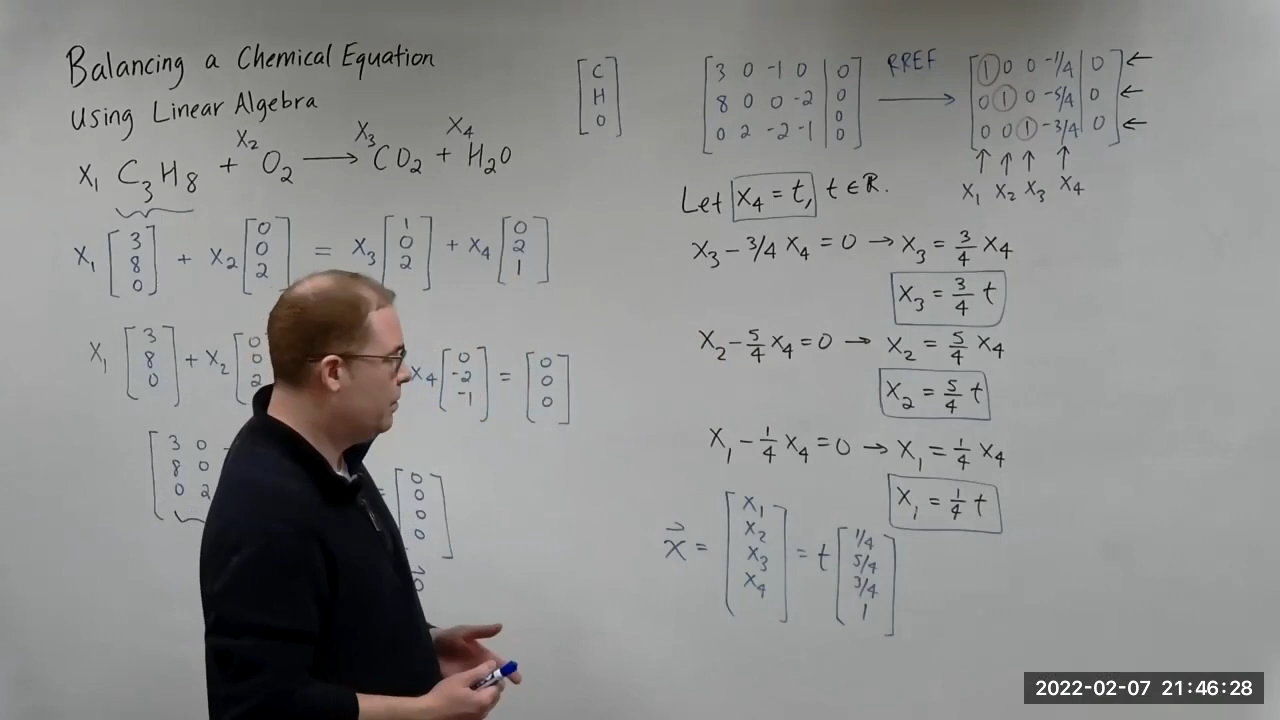 Balancing a Chemical Equation
Using Linear Algebra
x₁ C₃H₈ + x₂ O₂ → x₃ CO₂ + x₄ H₂O
x₁ [3 8 0] + x₂ [0 0 2] = x₃ [1 0 2] + x₄ [0 2 1]
x₁ [3 8 0] + x₂ [0 0 2] x₄ [0 -2 -1] = [0 0 0]
[3 0
8 0
0 2
= [0 0 0 0]
[C H O]
[3 0 -1 0 | 0
8 0 0 -2 | 0
0 2 -2 -1 | 0 0]
RREF →
[1 0 0 -1/4 | 0] ←
0 1 0 -5/4 | 0 ←
0 0 1 -3/4 | 0] ←
↑ ↑ ↑ ↑
x₁ x₂ x₃ x₄
Let x₄ = t, t ∈ ℝ.
x₃ - 3/4 x₄ = 0 → x₃ = 3/4 x₄
x₃ = 3/4 t
x₂ - 5/4 x₄ = 0 → x₂ = 5/4 x₄
x₂ = 5/4 t
x₁ - 1/4 x₄ = 0 → x₁ = 1/4 x₄
x₁ = 1/4 t
x⃗ = [x₁ x₂ x₃ x₄] = t [1/4 5/4 3/4 1]
2022-02-07 21:46:28